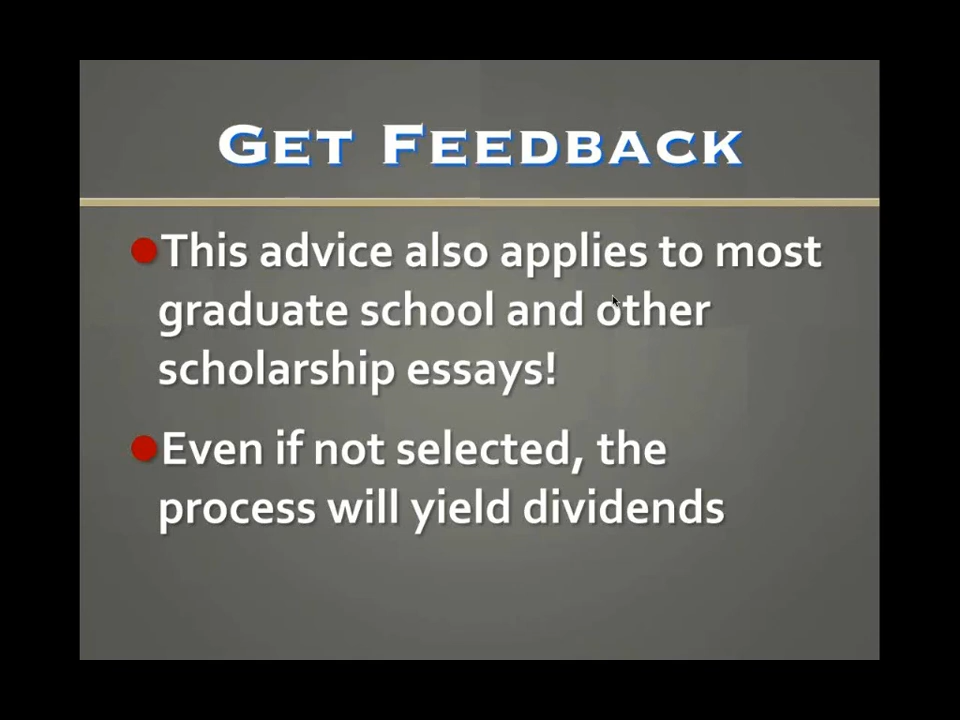 Get Feedback
This advice also applies to most
graduate school and other
scholarship essays!
Even if not selected, the
process will yield dividends